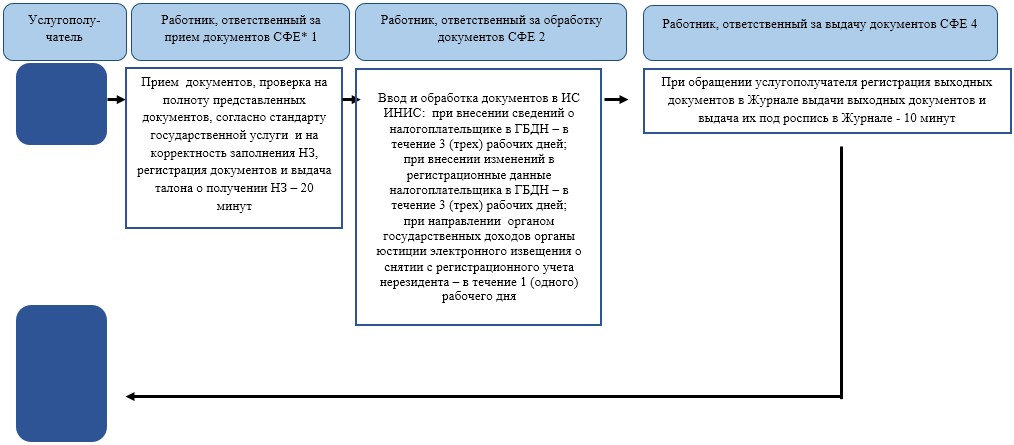 Услугополу-
чатель
Работник, ответственный за
прием документов СФЕ* 1
Работник, ответственный за обработку
документов СФЕ 2
Работник, ответственный за выдачу документов СФЕ 4
Прием документов, проверка на
полноту представленных
документов, согласно стандарту
государственной услуги и на
корректность заполнения НЗ,
регистрация документов и выдача
талона о получении НЗ – 20
минут
Ввод и обработка документов в ИС
ИНИС: при внесении сведений о
налогоплательщике в ГБДН – в
течение 3 (трех) рабочих дней;
при внесении изменений в
регистрационные данные
налогоплательщика в ГБДН – в
течение 3 (трех) рабочих дней;
при направлении органом
государственных доходов органы
юстиции электронного извещения о
снятии с регистрационного учета
нерезидента – в течение 1 (одного)
рабочего дня
При обращении услугополучателя регистрация выходных
документов в Журнале выдачи выходных документов и
выдача их под роспись в Журнале - 10 минут